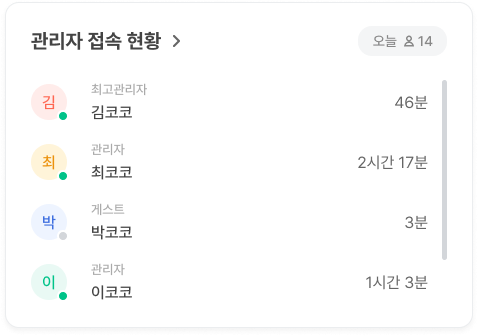 관리자 접속 현황
오늘 14
김
최고관리자
김코코
46분
최
관리자
최코코
2시간 17분
박
게스트
박코코
3분
이
관리자
이코코
1시간 3분